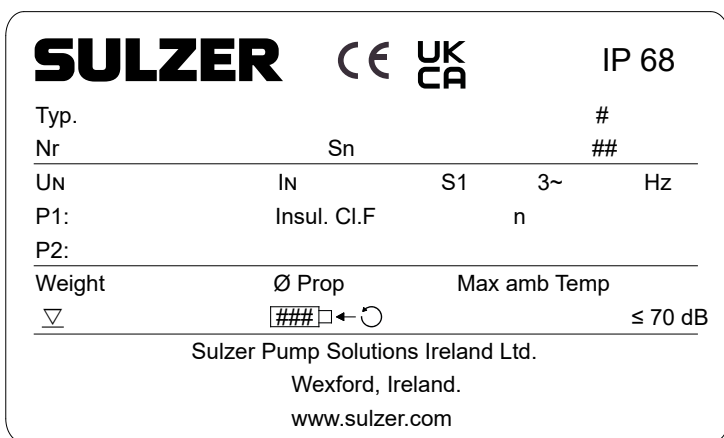 SULZER CE UK CA IP 68
Typ. #
Nr Sn ##
UN IN S1 3~ Hz
P1: Insul. Cl.F n
P2:
Weight Ø Prop Max amb Temp
### ≤ 70 dB
Sulzer Pump Solutions Ireland Ltd.
Wexford, Ireland.
www.sulzer.com